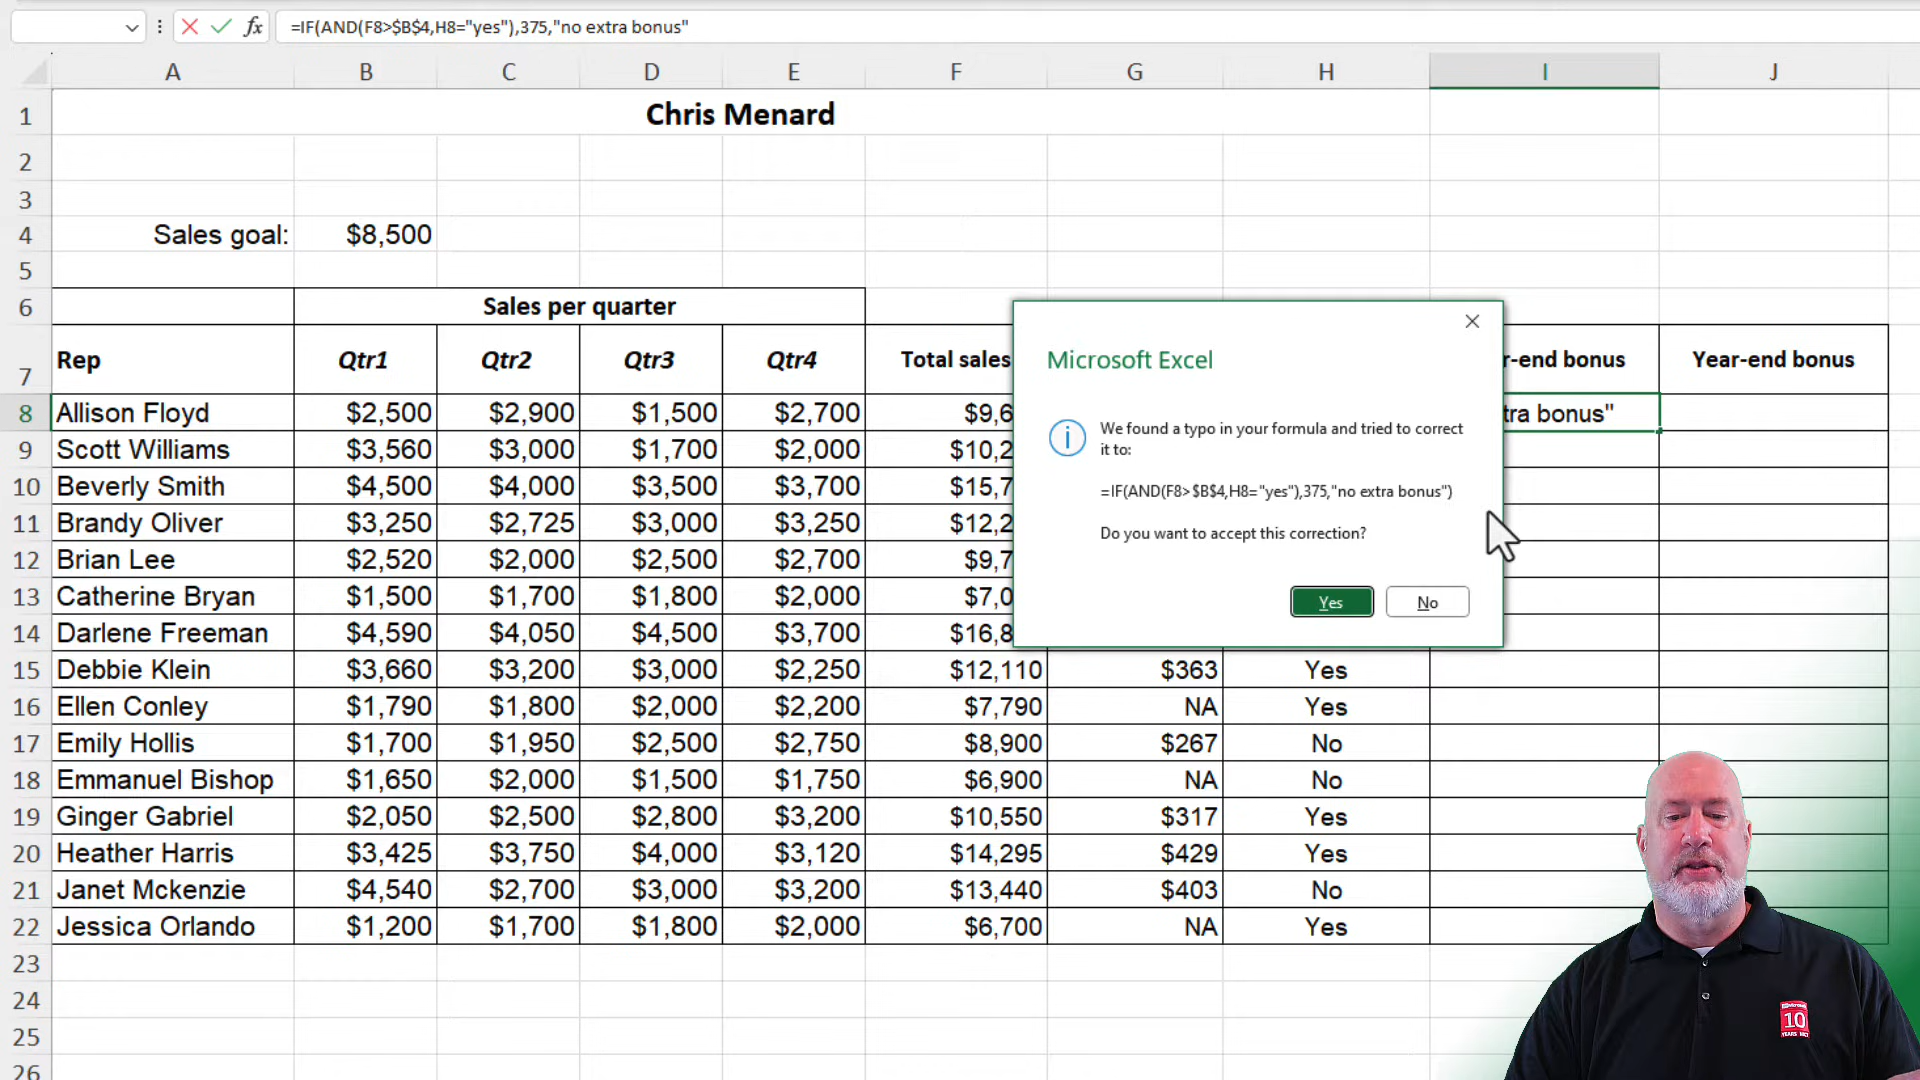 =IF(AND(F8>$B$4,H8="yes"),375,"no extra bonus"
A B C D E F G H I J
1 Chris Menard
2
3
4 Sales goal: $8,500
5
6 Sales per quarter
7 Rep Qtr1 Qtr2 Qtr3 Qtr4 Total sales r-end bonus Year-end bonus
8 Allison Floyd $2,500 $2,900 $1,500 $2,700 $9,6 tra bonus"
9 Scott Williams $3,560 $3,000 $1,700 $2,000 $10,2
10 Beverly Smith $4,500 $4,000 $3,500 $3,700 $15,7
11 Brandy Oliver $3,250 $2,725 $3,000 $3,250 $12,2
12 Brian Lee $2,520 $2,000 $2,500 $2,700 $9,7
13 Catherine Bryan $1,500 $1,700 $1,800 $2,000 $7,0
14 Darlene Freeman $4,590 $4,050 $4,500 $3,700 $16,8
15 Debbie Klein $3,660 $3,200 $3,000 $2,250 $12,110 $363 Yes
16 Ellen Conley $1,790 $1,800 $2,000 $2,200 $7,790 NA Yes
17 Emily Hollis $1,700 $1,950 $2,500 $2,750 $8,900 $267 No
18 Emmanuel Bishop $1,650 $2,000 $1,500 $1,750 $6,900 NA No
19 Ginger Gabriel $2,050 $2,500 $2,800 $3,200 $10,550 $317 Yes
20 Heather Harris $3,425 $3,750 $4,000 $3,120 $14,295 $429 Yes
21 Janet Mckenzie $4,540 $2,700 $3,000 $3,200 $13,440 $403 No
22 Jessica Orlando $1,200 $1,700 $1,800 $2,000 $6,700 NA Yes
23
24
25
26
Microsoft Excel
We found a typo in your formula and tried to correct
it to:
=IF(AND(F8>$B$4,H8="yes"),375,"no extra bonus")
Do you want to accept this correction?
Yes No
10